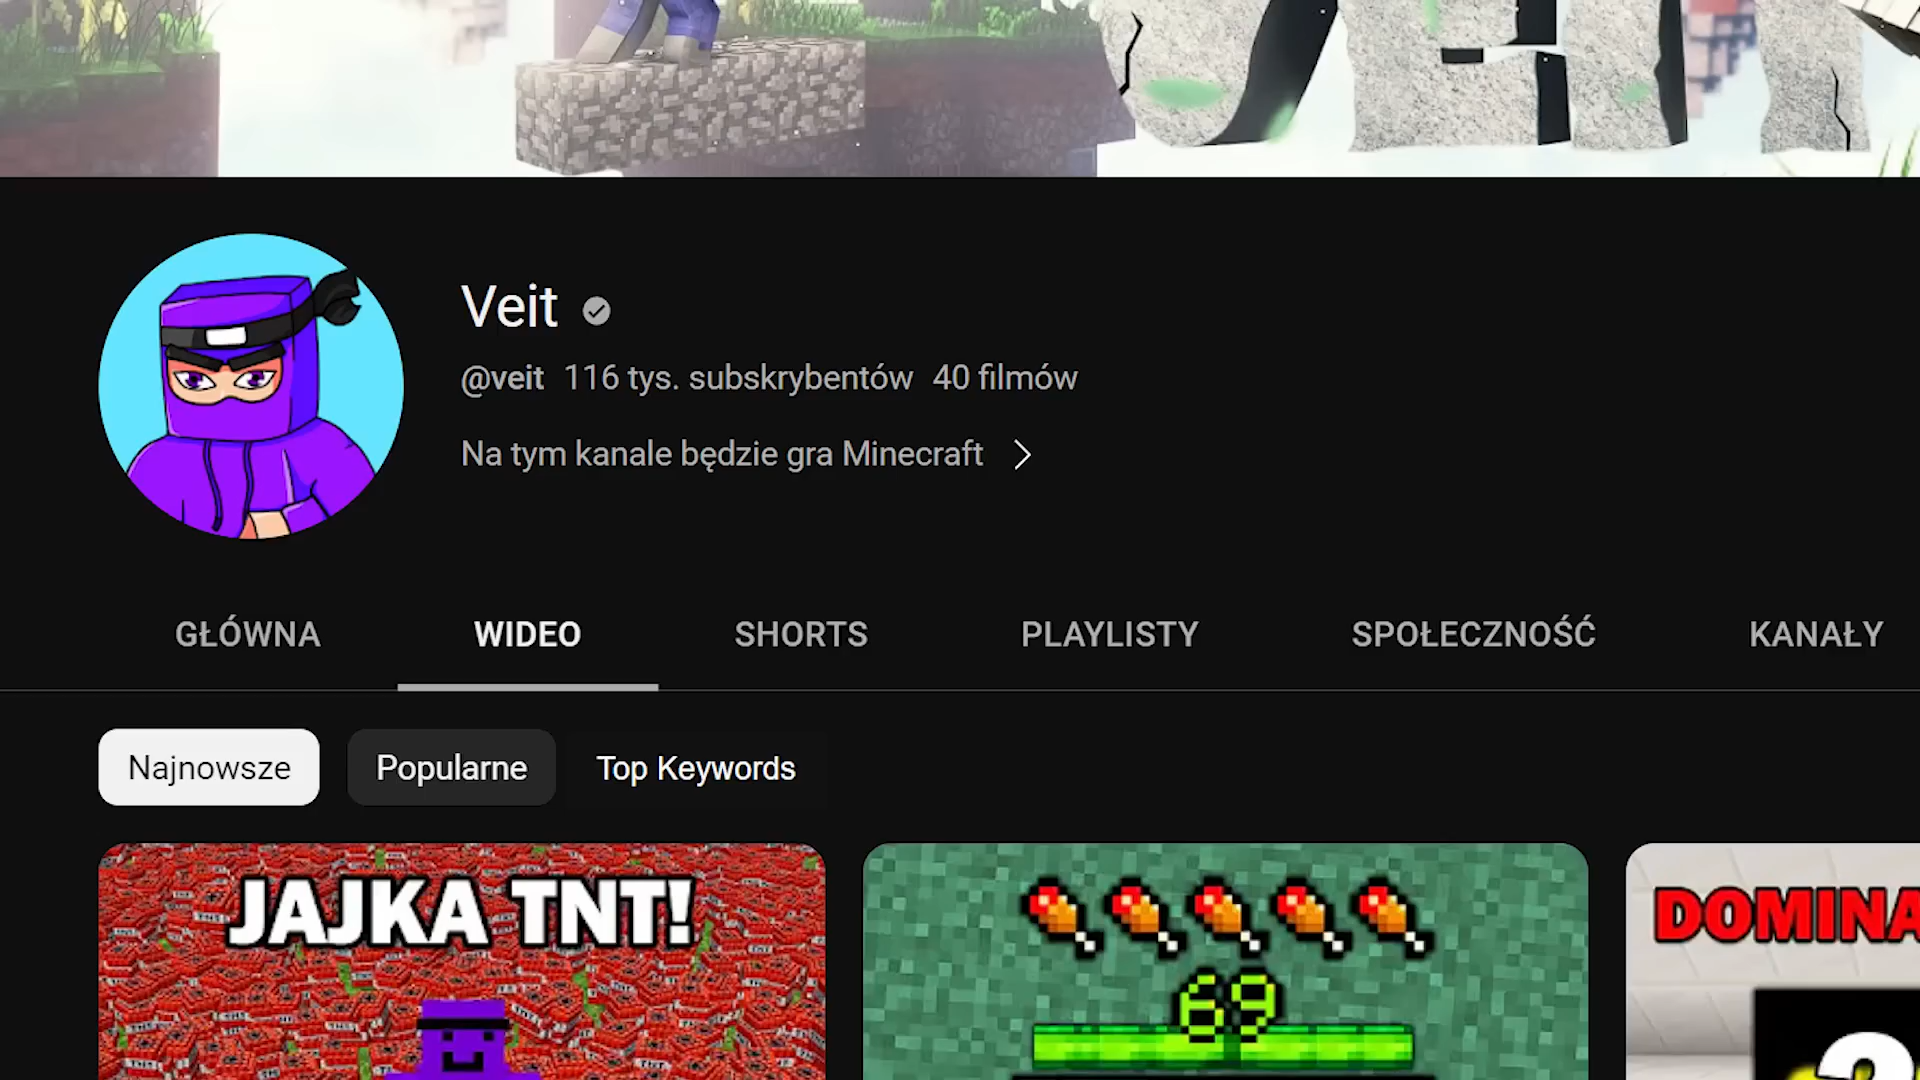 Veit
@veit 116 tys. subskrybentów 40 filmów
Na tym kanale będzie gra Minecraft
GŁÓWNA WIDEO SHORTS PLAYLISTY SPOŁECZNOŚĆ KANAŁY
Najnowsze Popularne Top Keywords
JAJKA TNT!
69
DOMINA